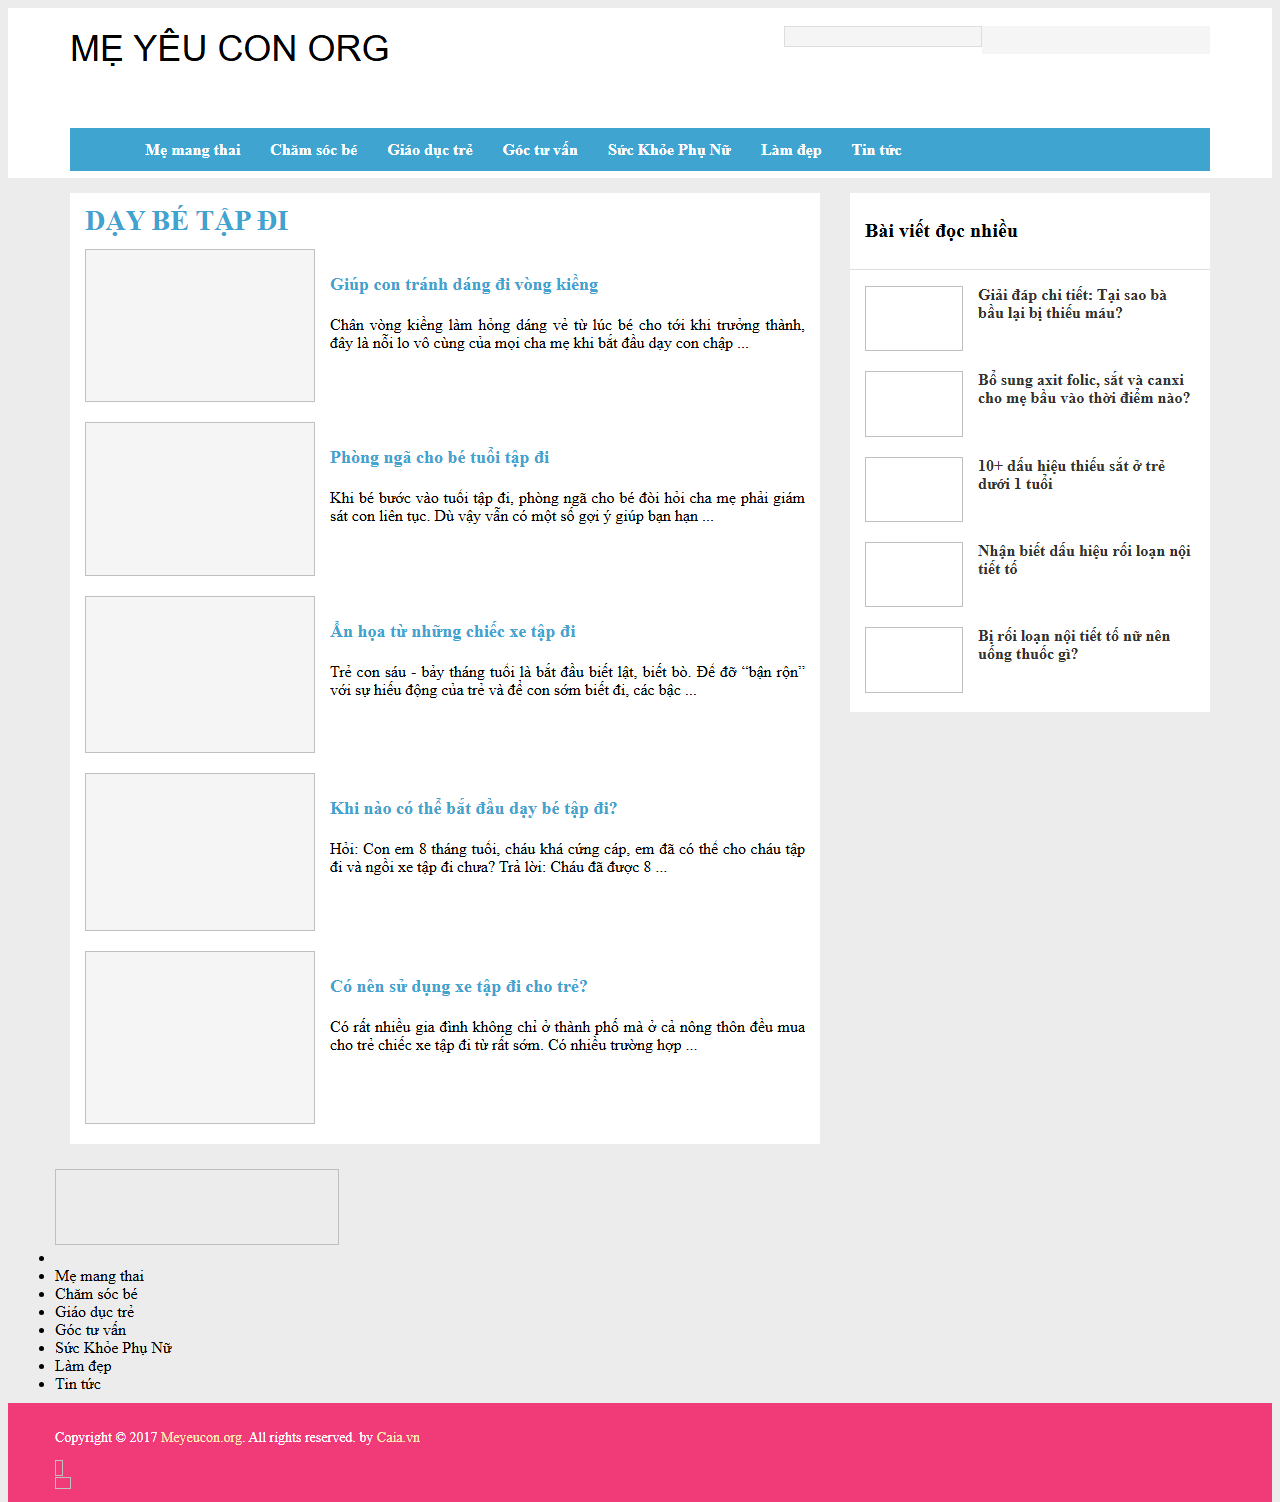 MẸ YÊU CON ORG
Mẹ mang thai Chăm sóc bé Giáo dục trẻ Góc tư vấn Sức Khỏe Phụ Nữ Làm đẹp Tin tức
DẠY BÉ TẬP ĐI
Giúp con tránh dáng đi vòng kiềng
Chân vòng kiềng làm hỏng dáng vẻ từ lúc bé cho tới khi trưởng thành,
đây là nỗi lo vô cùng của mọi cha mẹ khi bắt đầu dạy con chập ...
Phòng ngã cho bé tuổi tập đi
Khi bé bước vào tuổi tập đi, phòng ngã cho bé đòi hỏi cha mẹ phải giám
sát con liên tục. Dù vậy vẫn có một số gợi ý giúp bạn hạn ...
Ẩn họa từ những chiếc xe tập đi
Trẻ con sáu - bảy tháng tuổi là bắt đầu biết lật, biết bò. Để đỡ “bận rộn”
với sự hiếu động của trẻ và để con sớm biết đi, các bậc ...
Khi nào có thể bắt đầu dạy bé tập đi?
Hỏi: Con em 8 tháng tuổi, cháu khá cứng cáp, em đã có thể cho cháu tập
đi và ngồi xe tập đi chưa? Trả lời: Cháu đã được 8 ...
Có nên sử dụng xe tập đi cho trẻ?
Có rất nhiều gia đình không chỉ ở thành phố mà ở cả nông thôn đều mua
cho trẻ chiếc xe tập đi từ rất sớm. Có nhiều trường hợp ...
Bài viết đọc nhiều
Giải đáp chi tiết: Tại sao bà
bầu lại bị thiếu máu?
Bổ sung axit folic, sắt và canxi
cho mẹ bầu vào thời điểm nào?
10+ dấu hiệu thiếu sắt ở trẻ
dưới 1 tuổi
Nhận biết dấu hiệu rối loạn nội
tiết tố
Bị rối loạn nội tiết tố nữ nên
uống thuốc gì?
Mẹ mang thai
Chăm sóc bé
Giáo dục trẻ
Góc tư vấn
Sức Khỏe Phụ Nữ
Làm đẹp
Tin tức
Copyright © 2017 Meyeucon.org. All rights reserved. by Caia.vn